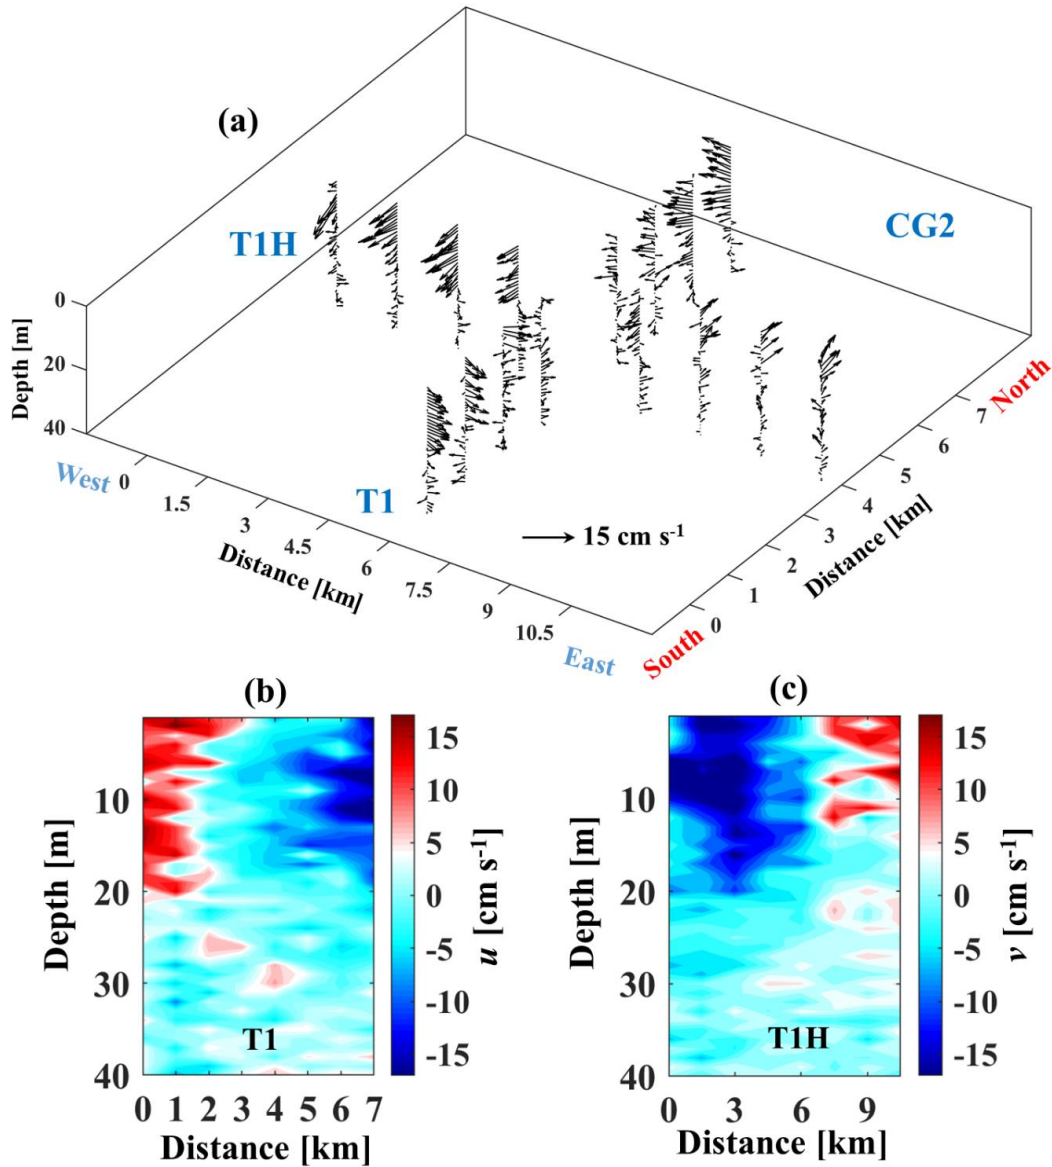 (a)
T1H
CG2
0
20
40
Depth [m]
West
0
1.5
3
4.5
6
7.5
9
10.5
East
Distance [km]
T1
15 cm s-1
South
0
1
2
3
4
5
6
7
North
Distance [km]
(b)
10
20
30
40
Depth [m]
T1
0 1 2 3 4 5 6 7
Distance [km]
15
10
5
0
-5
-10
-15
u [cm s-1]
(c)
10
20
30
40
Depth [m]
T1H
0 3 6 9
Distance [km]
15
10
5
0
-5
-10
-15
v [cm s-1]